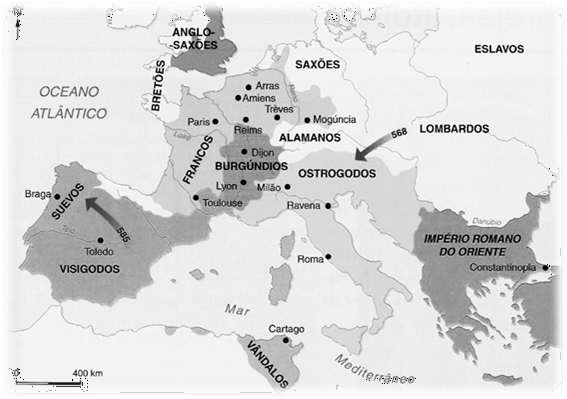 ANGLO-
SAXÕES
ESLAVOS
SAXÕES
BRETÕES
OCEANO
ATLÂNTICO
Arras
Amiens
Trèves
Paris
Reims
Mogúncia
568
LOMBARDOS
ALAMANOS
FRANCOS
Dijon
BURGÚNDIOS
OSTROGODOS
Lyon
Milão
Braga
SUEVOS
Toulouse
Ravena
Danúbio
585
Tejo
Toledo
IMPÉRIO ROMANO
DO ORIENTE
VISIGODOS
Roma
Constantinopla
Mar
Cartago
VÂNDALOS
Mediterrâneo
400 km